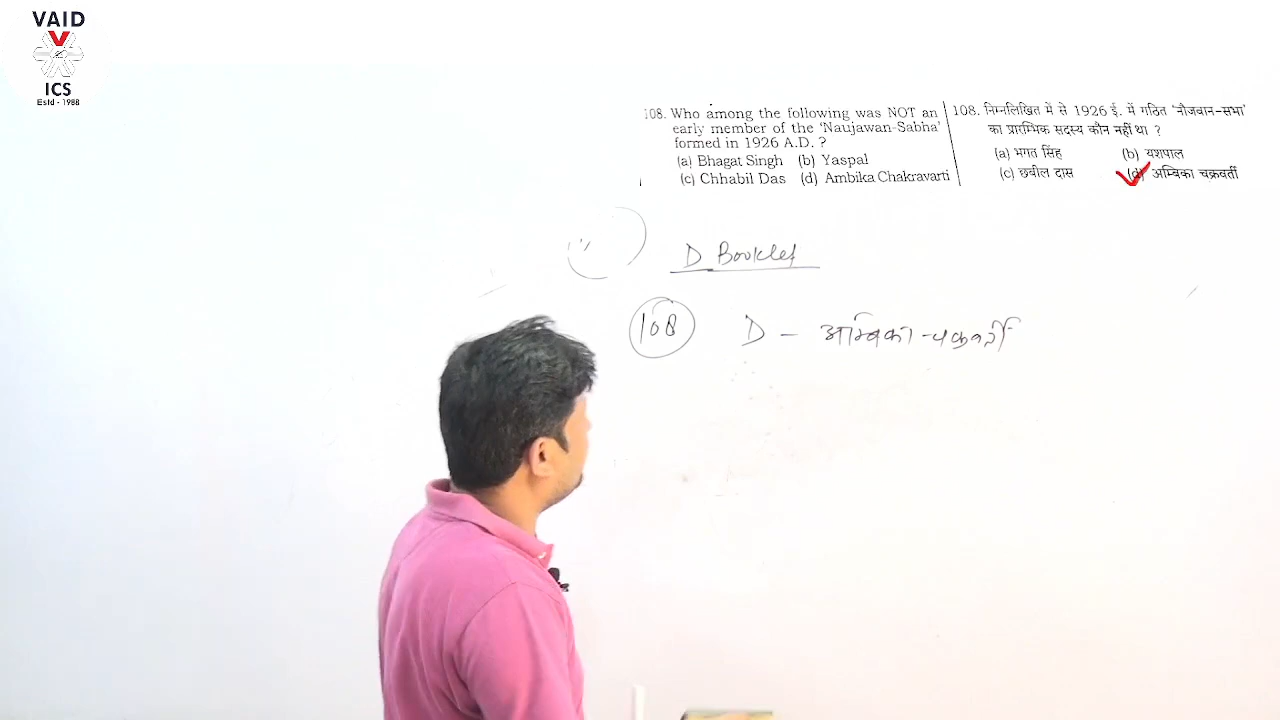 VAID
ICS
Estd - 1988
108. Who among the following was NOT an
early member of the 'Naujawan-Sabha'
formed in 1926 A.D. ?
(a) Bhagat Singh (b) Yaspal
(c) Chhabil Das (d) Ambika Chakravarti
108. निम्नलिखित में से 1926 ई. में गठित 'नौजवान-सभा'
का प्रारम्भिक सदस्य कौन नहीं था ?
(a) भगत सिंह (b) यशपाल
(c) छबील दास (d) अम्बिका चक्रवर्ती
D Booklet
108 D - अम्बिका चक्रवर्ती